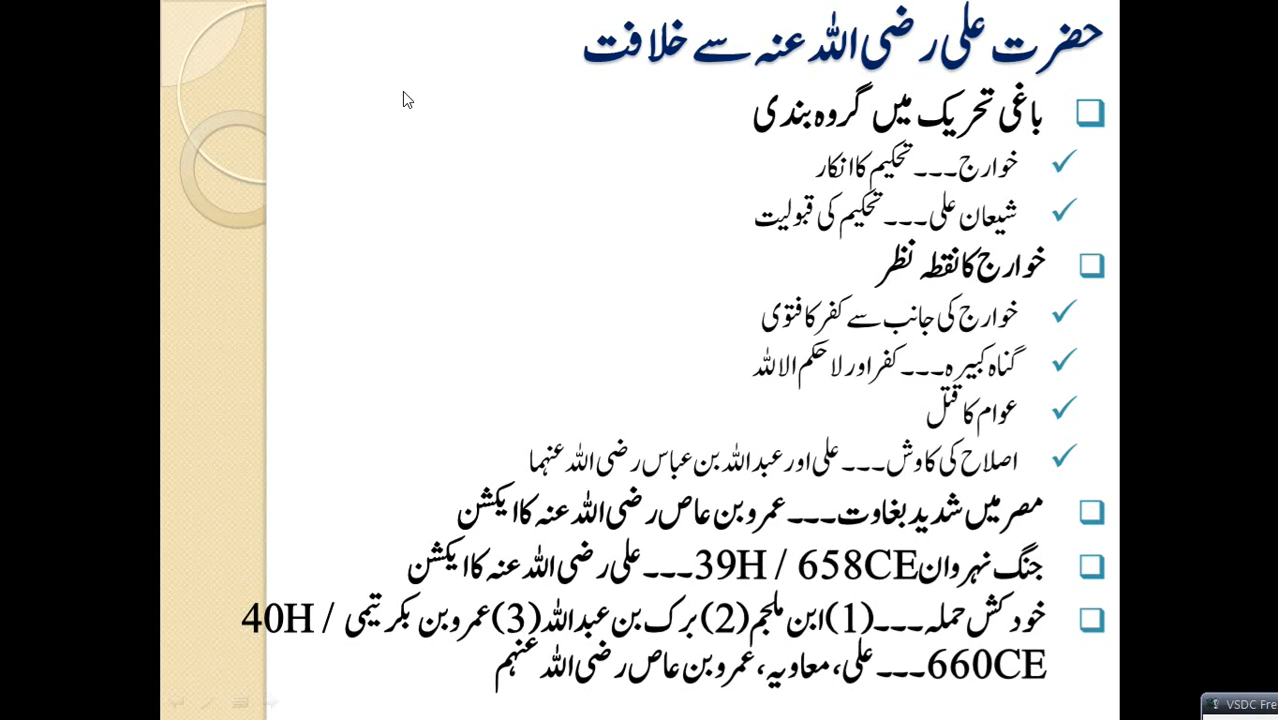 حضرت علی رضی اللہ عنہ سے خلافت
باغی تحریک میں گروہ بندی
خوارج۔۔۔ تحکیم کا انکار
شیعان علی۔۔۔ تحکیم کی قبولیت
خوارج کا نقطہ نظر
خوارج کی جانب سے کفر کا فتوی
گناہ کبیرہ۔۔۔ کفر اور لا حکم الا للہ
عوام کا قتل
اصلاح کی کاوش۔۔۔ علی اور عبد اللہ بن عباس رضی اللہ عنہما
مصر میں شدید بغاوت۔۔۔ عمرو بن عاص رضی اللہ عنہ کا ایکشن
جنگ نہروان 39H / 658CE۔۔۔ علی رضی اللہ عنہ کا ایکشن
خود کش حملہ۔۔۔ (1) ابن ملجم (2) برک بن عبد اللہ (3) عمرو بن بکر تیمی / 40H
660CE۔۔۔ علی، معاویہ، عمرو بن عاص رضی اللہ عنہم
VSDC Fre